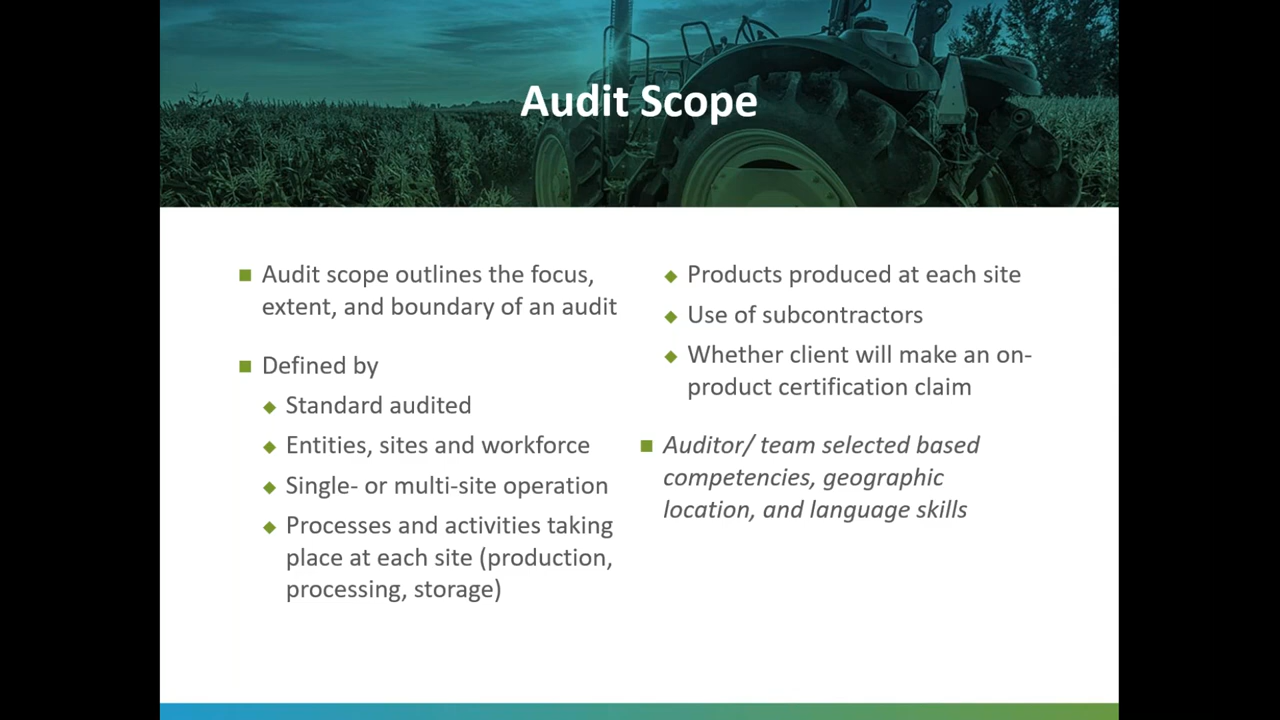 Audit Scope
Audit scope outlines the focus,
extent, and boundary of an audit
Defined by
Standard audited
Entities, sites and workforce
Single- or multi-site operation
Processes and activities taking
place at each site (production,
processing, storage)
Products produced at each site
Use of subcontractors
Whether client will make an on-
product certification claim
Auditor/ team selected based
competencies, geographic
location, and language skills